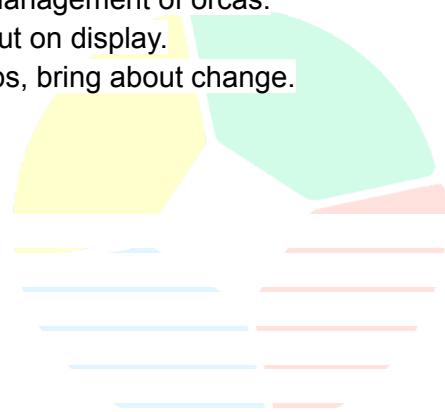 management of orcas.
ut on display.
os, bring about change.